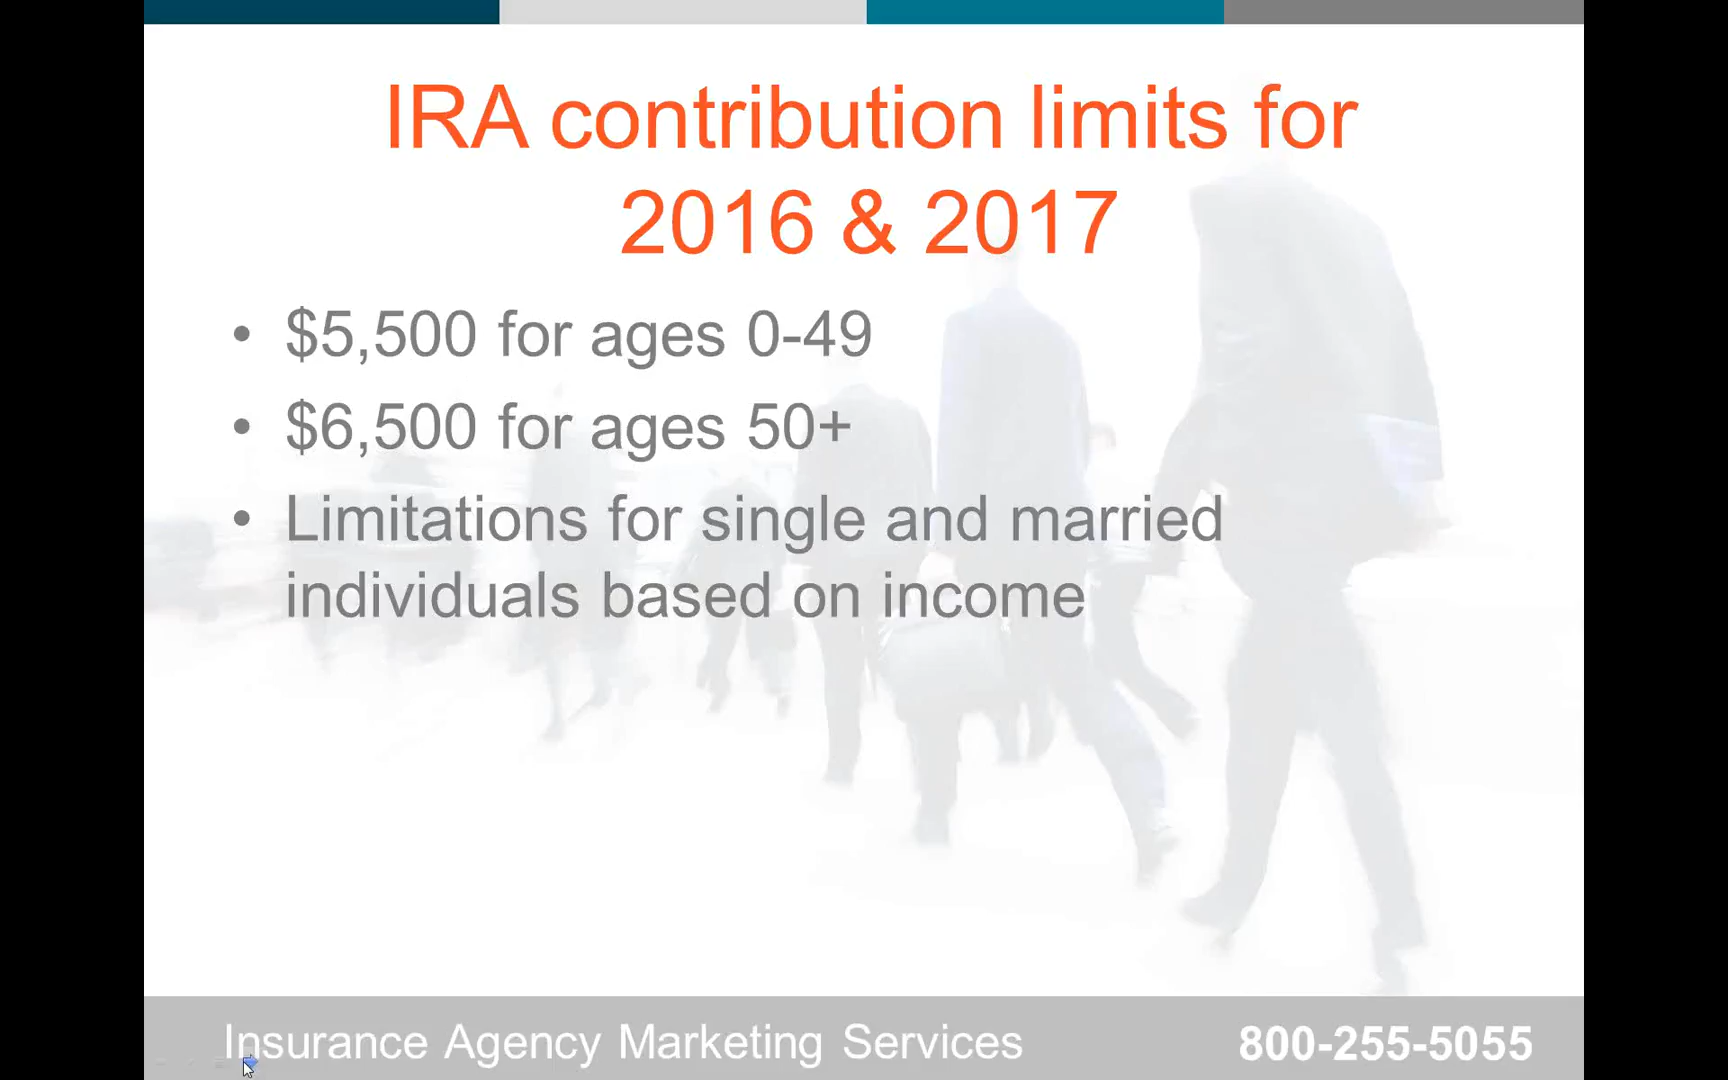 IRA contribution limits for
2016 & 2017
• $5,500 for ages 0-49
• $6,500 for ages 50+
• Limitations for single and married
individuals based on income
Insurance Agency Marketing Services
800-255-5055